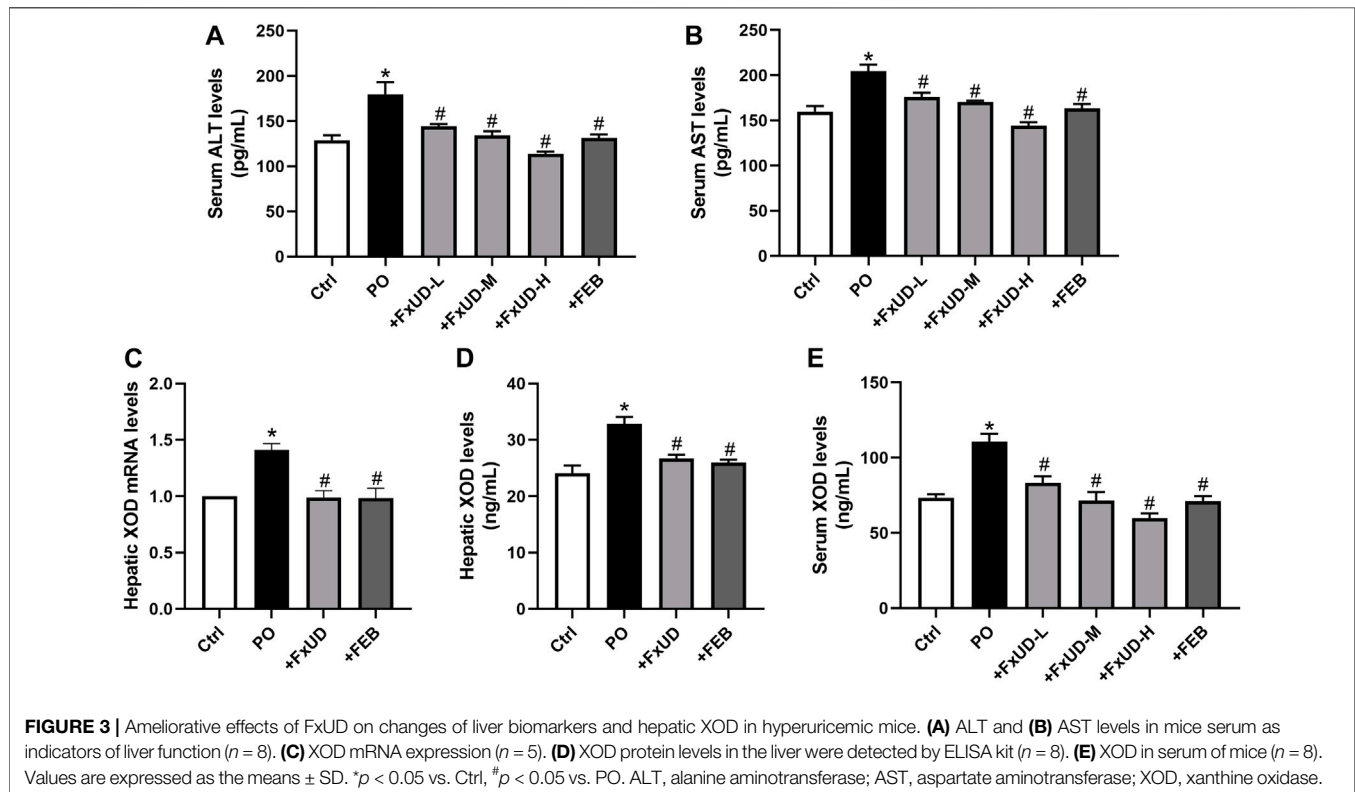 A
Serum ALT levels
(pg/mL)
250
200
150
100
50
0
*
#
#
#
#
Ctrl
PO
+FxUD-L
+FxUD-M
+FxUD-H
+FEB
B
Serum AST levels
(pg/mL)
250
200
150
100
50
0
*
#
#
#
#
Ctrl
PO
+FxUD-L
+FxUD-M
+FxUD-H
+FEB
C
Hepatic XOD mRNA levels
2.0
1.5
1.0
0.5
0.0
*
#
#
Ctrl
PO
+FxUD
+FEB
D
Hepatic XOD levels
(ng/mL)
40
30
20
10
0
*
#
#
Ctrl
PO
+FxUD
+FEB
E
Serum XOD levels
(ng/mL)
150
100
50
0
*
#
#
#
#
Ctrl
PO
+FxUD-L
+FxUD-M
+FxUD-H
+FEB
FIGURE 3 | Ameliorative effects of FxUD on changes of liver biomarkers and hepatic XOD in hyperuricemic mice. (A) ALT and (B) AST levels in mice serum as
indicators of liver function (n = 8). (C) XOD mRNA expression (n = 5). (D) XOD protein levels in the liver were detected by ELISA kit (n = 8). (E) XOD in serum of mice (n = 8).
Values are expressed as the means ± SD. *p < 0.05 vs. Ctrl, #p < 0.05 vs. PO. ALT, alanine aminotransferase; AST, aspartate aminotransferase; XOD, xanthine oxidase.